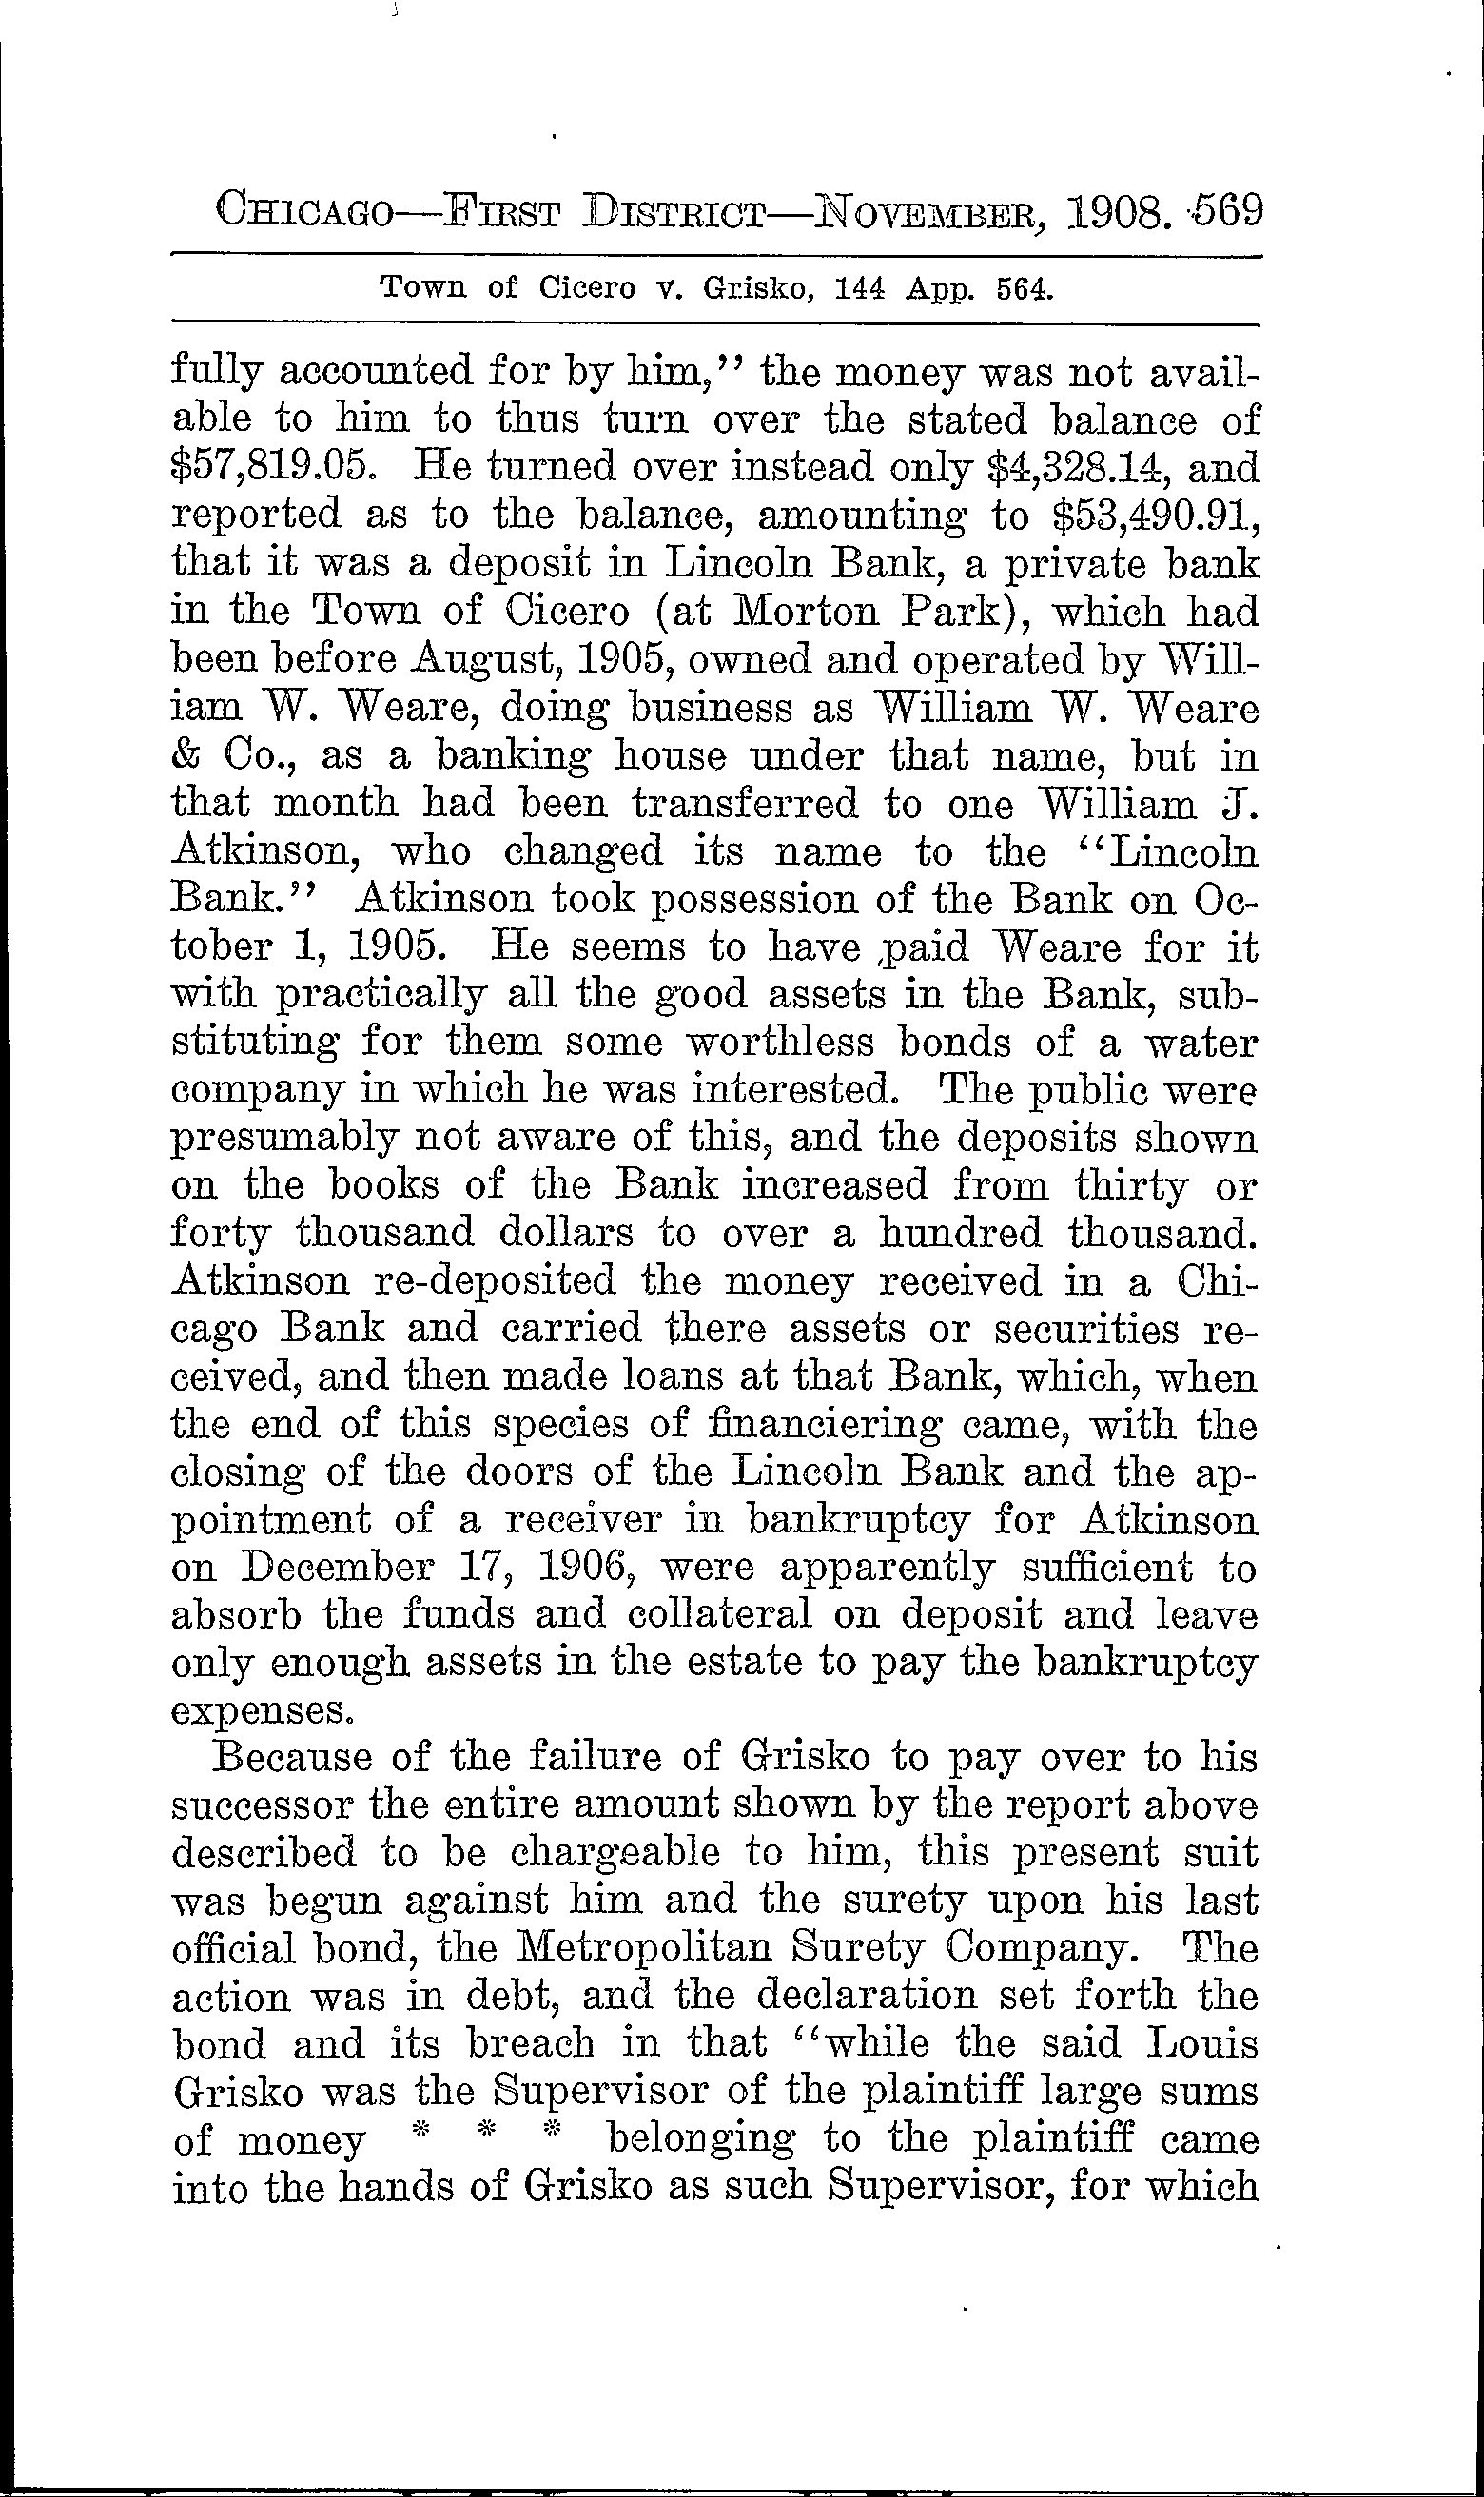 CHICAGO—FIRST DISTRICT—NOVEMBER, 1908. 569
Town of Cicero v. Grisko, 144 App. 564.
fully accounted for by him,” the money was not avail-
able to him to thus turn over the stated balance of
$57,819.05. He turned over instead only $4,328.14, and
reported as to the balance, amounting to $53,490.91,
that it was a deposit in Lincoln Bank, a private bank
in the Town of Cicero (at Morton Park), which had
been before August, 1905, owned and operated by Will-
iam W. Weare, doing business as William W. Weare
& Co., as a banking house under that name, but in
that month had been transferred to one William J.
Atkinson, who changed its name to the “Lincoln
Bank.” Atkinson took possession of the Bank on Oc-
tober 1, 1905. He seems to have paid Weare for it
with practically all the good assets in the Bank, sub-
stituting for them some worthless bonds of a water
company in which he was interested. The public were
presumably not aware of this, and the deposits shown
on the books of the Bank increased from thirty or
forty thousand dollars to over a hundred thousand.
Atkinson re-deposited the money received in a Chi-
cago Bank and carried there assets or securities re-
ceived, and then made loans at that Bank, which, when
the end of this species of financiering came, with the
closing of the doors of the Lincoln Bank and the ap-
pointment of a receiver in bankruptcy for Atkinson
on December 17, 1906, were apparently sufficient to
absorb the funds and collateral on deposit and leave
only enough assets in the estate to pay the bankruptcy
expenses.
Because of the failure of Grisko to pay over to his
successor the entire amount shown by the report above
described to be chargeable to him, this present suit
was begun against him and the surety upon his last
official bond, the Metropolitan Surety Company. The
action was in debt, and the declaration set forth the
bond and its breach in that “while the said Louis
Grisko was the Supervisor of the plaintiff large sums
of money * * * belonging to the plaintiff came
into the hands of Grisko as such Supervisor, for which